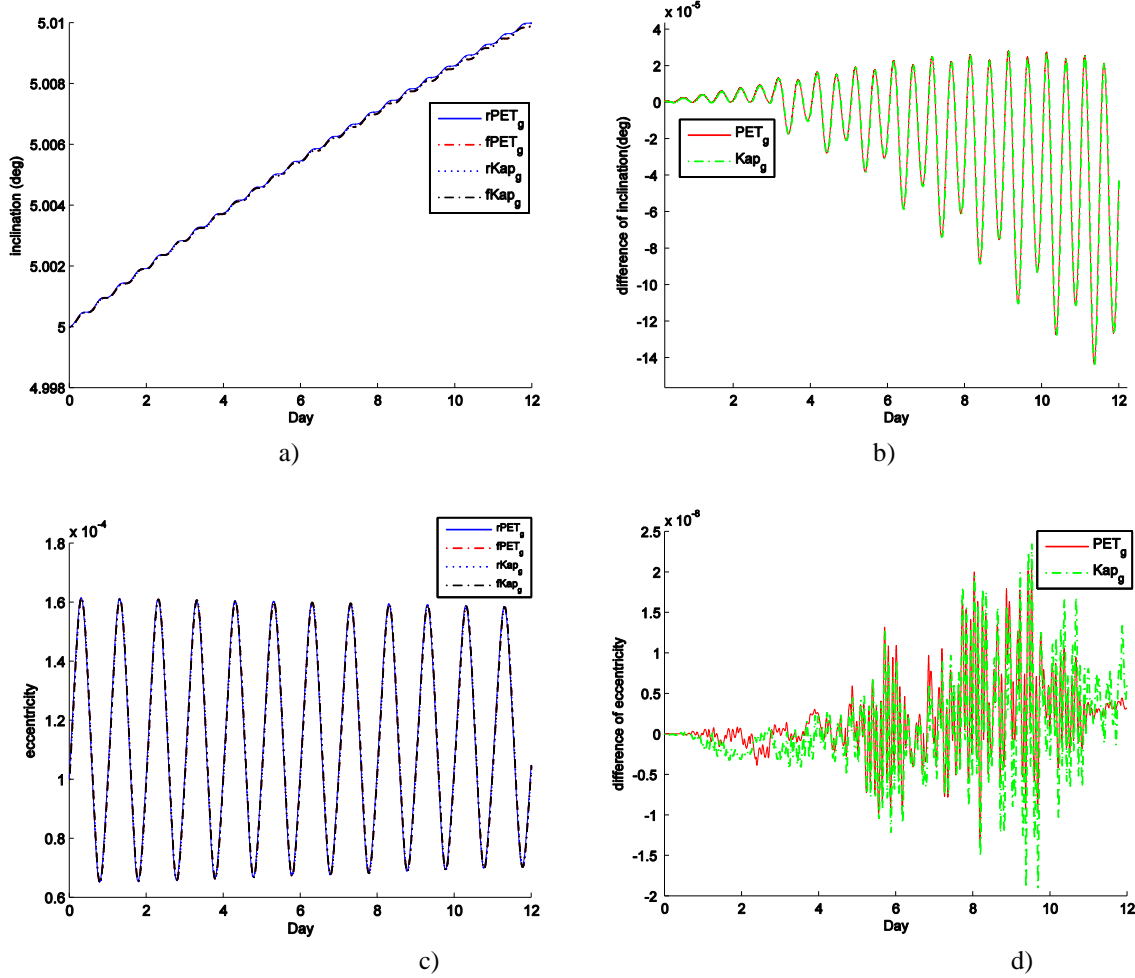 5.01
5.008
5.006
5.004
5.002
5
4.998
inclination (deg)
0 2 4 6 8 10 12
Day
rPETg
fPETg
rKapg
fKapg
a)
x 10-5
4
2
0
-2
-4
-6
-8
-10
-12
-14
difference of inclination(deg)
2 4 6 8 10 12
Day
PETg
Kapg
b)
x 10-4
1.8
1.6
1.4
1.2
1
0.8
0.6
eccentricity
0 2 4 6 8 10 12
Day
rPETg
fPETg
rKapg
fKapg
c)
x 10-8
2.5
2
1.5
1
0.5
0
-0.5
-1
-1.5
-2
difference of eccentricity
0 2 4 6 8 10 12
Day
PETg
Kapg
d)